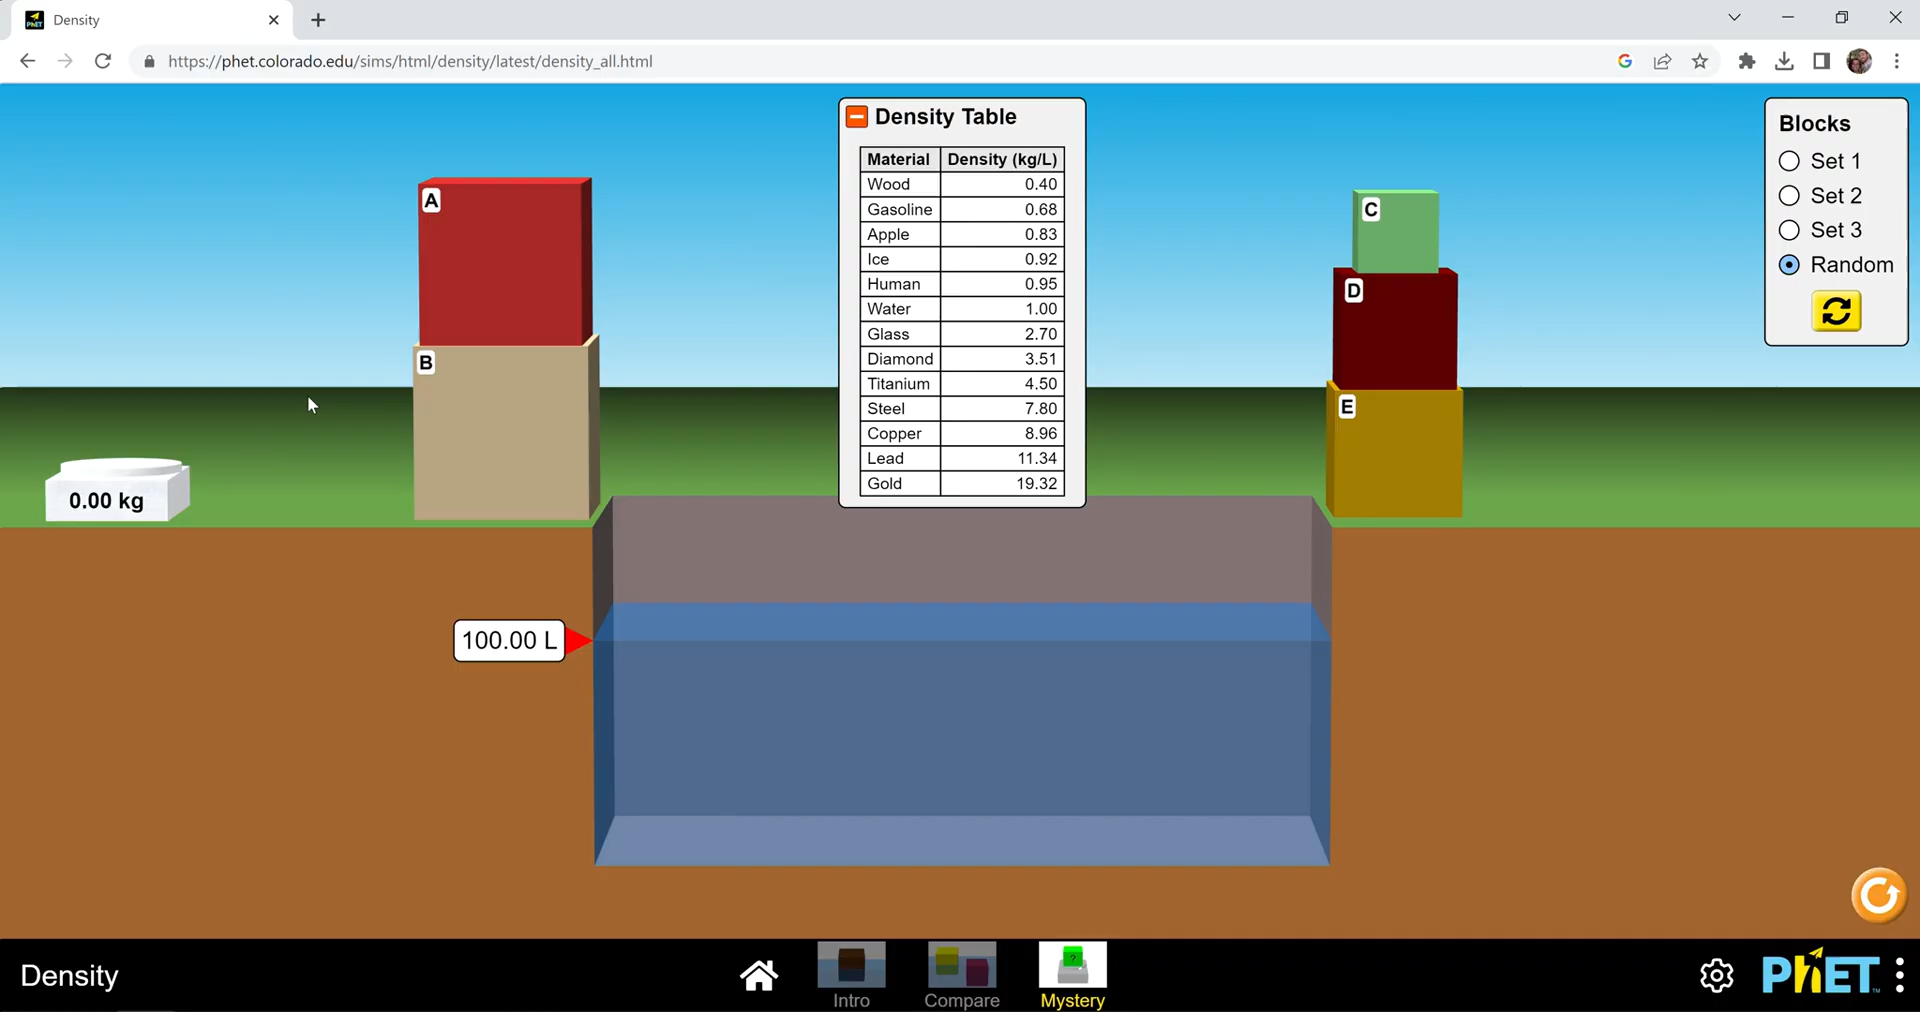 Density
https://phet.colorado.edu/sims/html/density/latest/density_all.html
Density Table
Material Density (kg/L)
Wood 0.40
Gasoline 0.68
Apple 0.83
Ice 0.92
Human 0.95
Water 1.00
Glass 2.70
Diamond 3.51
Titanium 4.50
Steel 7.80
Copper 8.96
Lead 11.34
Gold 19.32
Blocks
Set 1
Set 2
Set 3
Random
A
B
C
D
E
0.00 kg
100.00 L
Density
Intro
Compare
?
Mystery
PhET